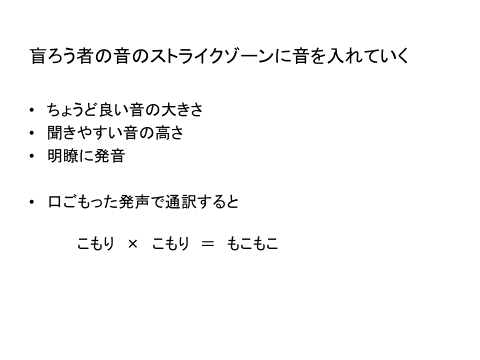 盲ろう者の音のストライクゾーンに音を入れていく
• ちょうど良い音の大きさ
• 聞きやすい音の高さ
• 明瞭に発音
• 口ごもった発声で通訳すると
こもり × こもり ＝ もこもこ